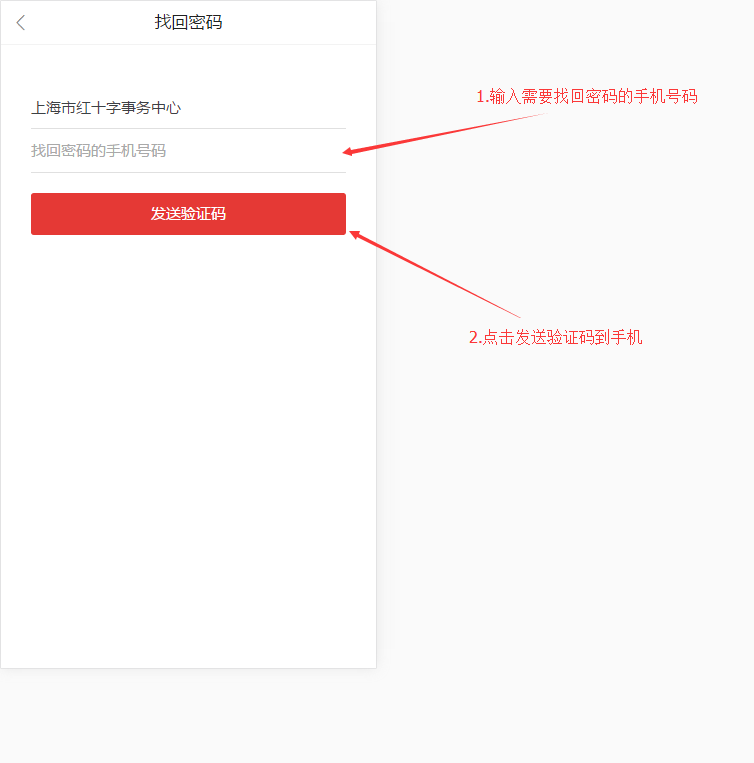 找回密码
上海市红十字事务中心
1.输入需要找回密码的手机号码
找回密码的手机号码
发送验证码
2.点击发送验证码到手机